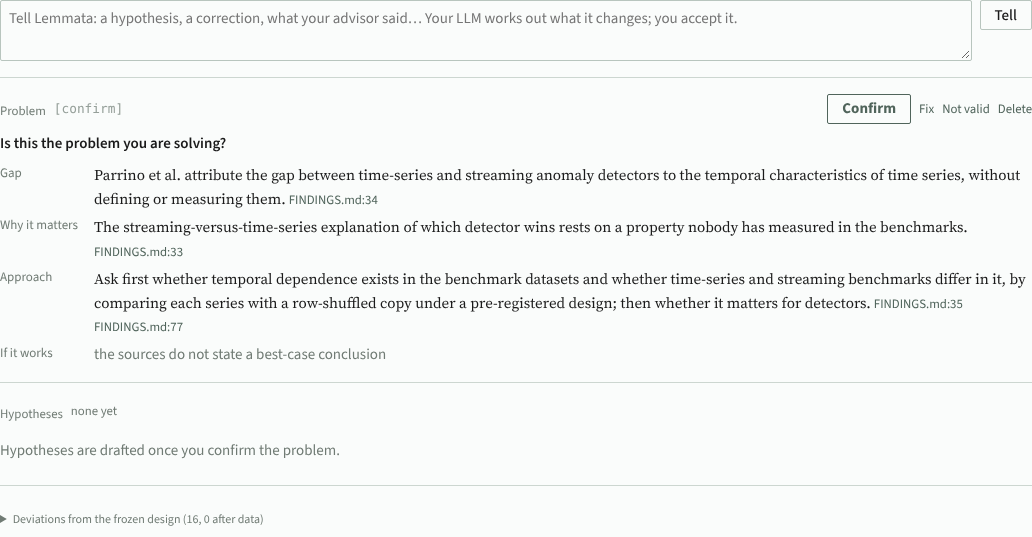 Tell Lemmata: a hypothesis, a correction, what your advisor said… Your LLM works out what it changes; you accept it.
Tell
Problem [confirm]
Confirm Fix Not valid Delete
Is this the problem you are solving?
Gap
Parrino et al. attribute the gap between time-series and streaming anomaly detectors to the temporal characteristics of time series, without
defining or measuring them. FINDINGS.md:34
Why it matters
The streaming-versus-time-series explanation of which detector wins rests on a property nobody has measured in the benchmarks.
FINDINGS.md:33
Approach
Ask first whether temporal dependence exists in the benchmark datasets and whether time-series and streaming benchmarks differ in it, by
comparing each series with a row-shuffled copy under a pre-registered design; then whether it matters for detectors. FINDINGS.md:35
FINDINGS.md:77
If it works
the sources do not state a best-case conclusion
Hypotheses none yet
Hypotheses are drafted once you confirm the problem.
Deviations from the frozen design (16, 0 after data)